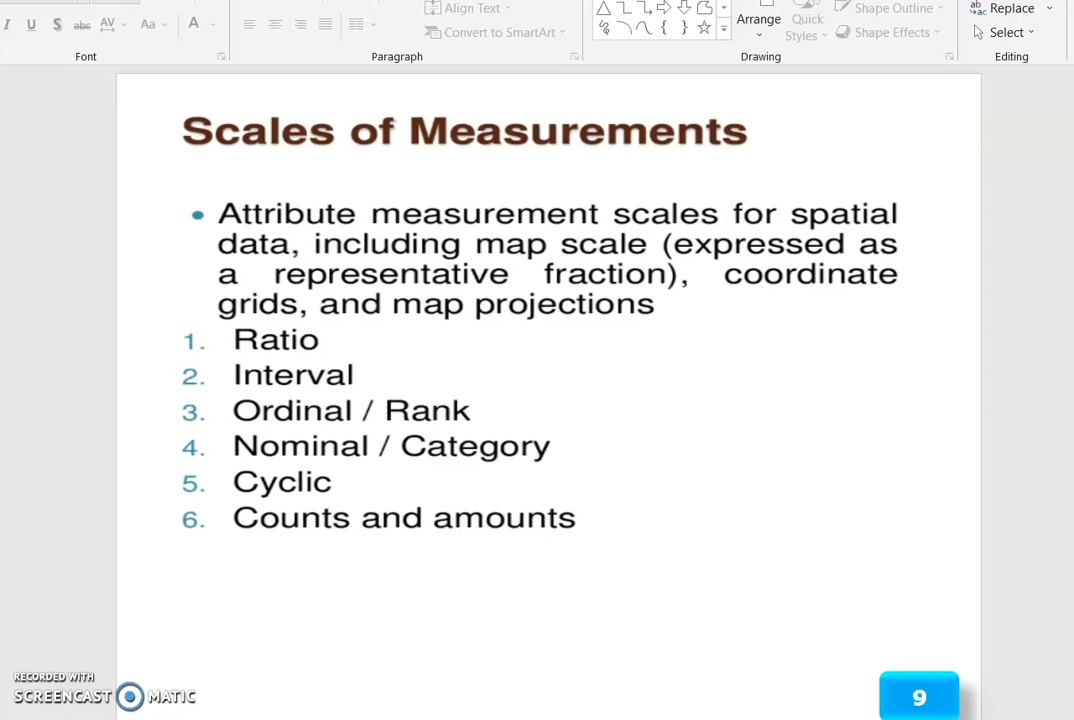 Align Text
Replace
I U S abc AV Aa A
Convert to SmartArt
Arrange
Quick
Styles
Shape Outline
Shape Effects
Select
Font
Paragraph
Drawing
Editing
Scales of Measurements
• Attribute measurement scales for spatial
data, including map scale (expressed as
a representative fraction), coordinate
grids, and map projections
1. Ratio
2. Interval
3. Ordinal / Rank
4. Nominal / Category
5. Cyclic
6. Counts and amounts
RECORDED WITH
SCREENCAST MATIC
9